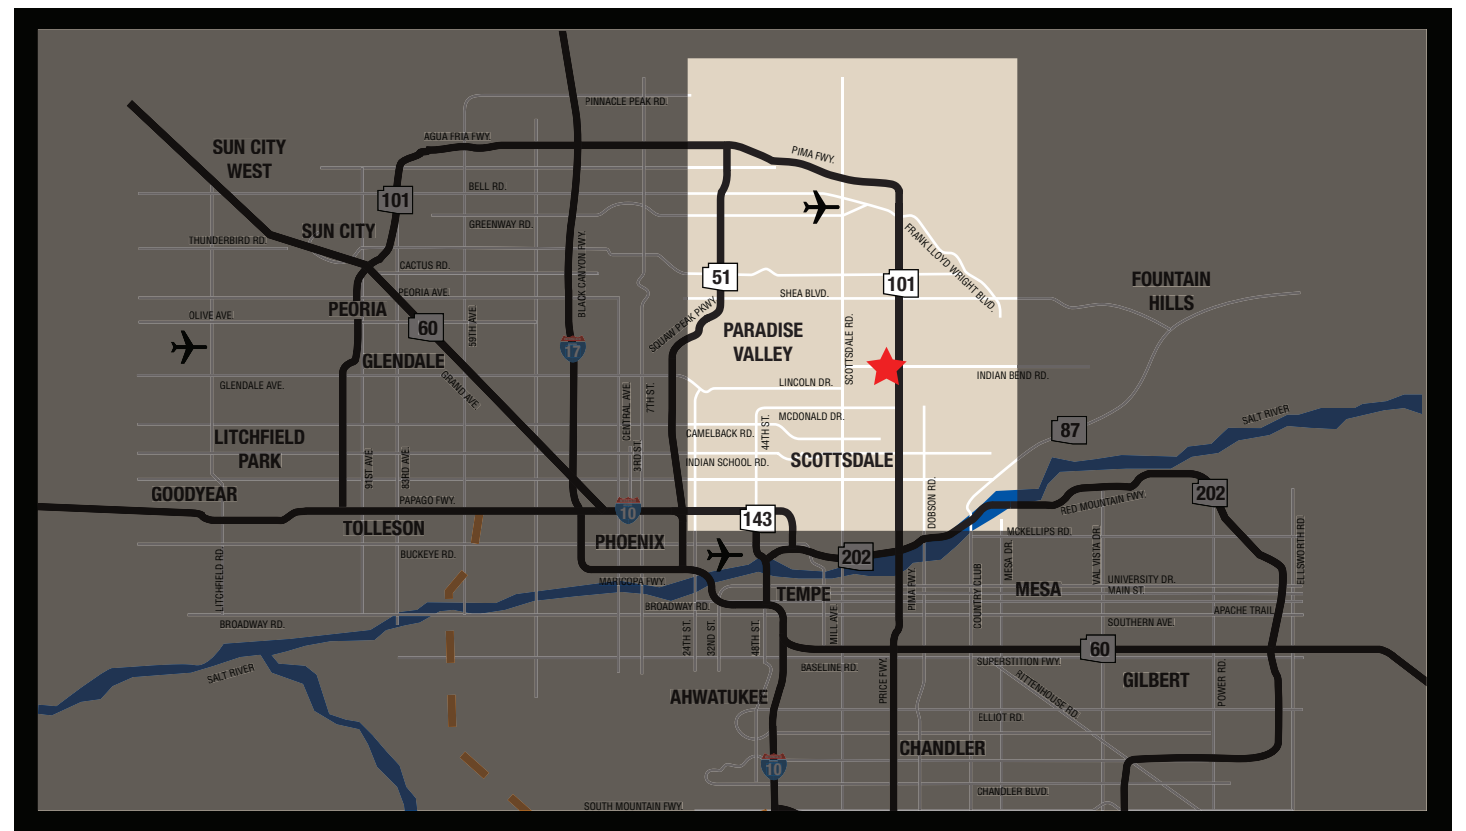 PINNACLE PEAK RD.
AGUA FRIA FWY.
SUN CITY
WEST
PIMA FWY.
BELL RD.
101
GREENWAY RD.
SUN CITY
THUNDERBIRD RD.
FRANK LLOYD WRIGHT BLVD.
BLACK CANYON FWY.
CACTUS RD.
51
101
FOUNTAIN
HILLS
PEORIA AVE.
SHEA BLVD.
PEORIA
OLIVE AVE.
60
59TH AVE.
SQUAW PEAK PKWY.
PARADISE
VALLEY
SCOTTSDALE RD.
17
GLENDALE
INDIAN BEND RD.
GLENDALE AVE.
GRAND AVE
LINCOLN DR.
CENTRAL AVE.
7TH ST.
MCDONALD DR.
SALT RIVER
44TH ST.
CAMELBACK RD.
87
LITCHFIELD
PARK
3RD ST.
INDIAN SCHOOL RD.
SCOTTSDALE
91ST AVE
83RD AVE.
GOODYEAR
PAPAGO FWY.
10
DOBSON RD.
RED MOUNTAIN FWY.
202
143
TOLLESON
PHOENIX
MCKELLIPS RD.
BUCKEYE RD.
202
MESA DR.
VAL VISTA DR.
ELLSWORTH RD.
LITCHFIELD RD.
MARICOPA FWY.
PIMA FWY.
COUNTRY CLUB
UNIVERSITY DR.
MAIN ST.
MESA
TEMPE
BROADWAY RD.
APACHE TRAIL
BROADWAY RD.
24TH ST.
32ND ST.
48TH ST.
MILL AVE.
SOUTHERN AVE.
60
BASELINE RD.
SUPERSTITION FWY.
SALT RIVER
PRICE FWY.
RITTENHOUSE RD.
GILBERT
POWER RD.
AHWATUKEE
ELLIOT RD.
CHANDLER
10
CHANDLER BLVD.
SOUTH MOUNTAIN FWY.